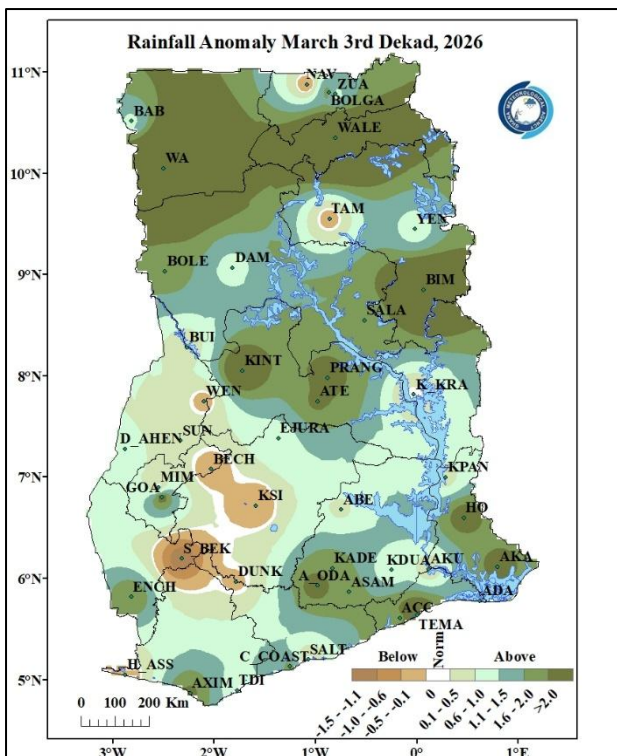 Rainfall Anomaly March 3rd Dekad, 2026
11°N
NAV
ZUA
BOLGA
BAB
WALE
10°N
WA
TAM
YEN
DAM
9°N
BOLE
BIM
SALA
BUI
8°N
KINT
PRANG
K_KRA
WEN
ATE
SUN
EJURA
D_AHEN
7°N
BECH
KPAN
MIM
GOA
KSI
ABE
HO
S_BEK
KADE
KDUA
AKU
AKA
6°N
DUNK
A_ODA
ASAM
ENCH
ADA
ACC
TEMA
SALT
C_COAST
H_ASS
5°N
AXIM
TDI
Below
Norm
Above
-1.5 - -1.1
-1.0 - -0.6
-0.5 - -0.1
0
0.1 - 0.5
0.6 - 1.0
1.1 - 1.5
1.6 - 2.0
>2.0
0 100 200 Km
3°W
2°W
1°W
0°
1°E